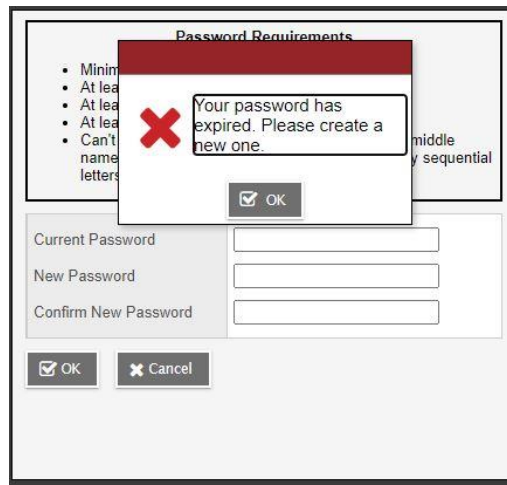 Password Requirements
• Minim
• At lea
• At lea
• At lea
• Can't middle
name y sequential
letters
Your password has
expired. Please create a
new one.
OK
Current Password
New Password
Confirm New Password
OK
Cancel